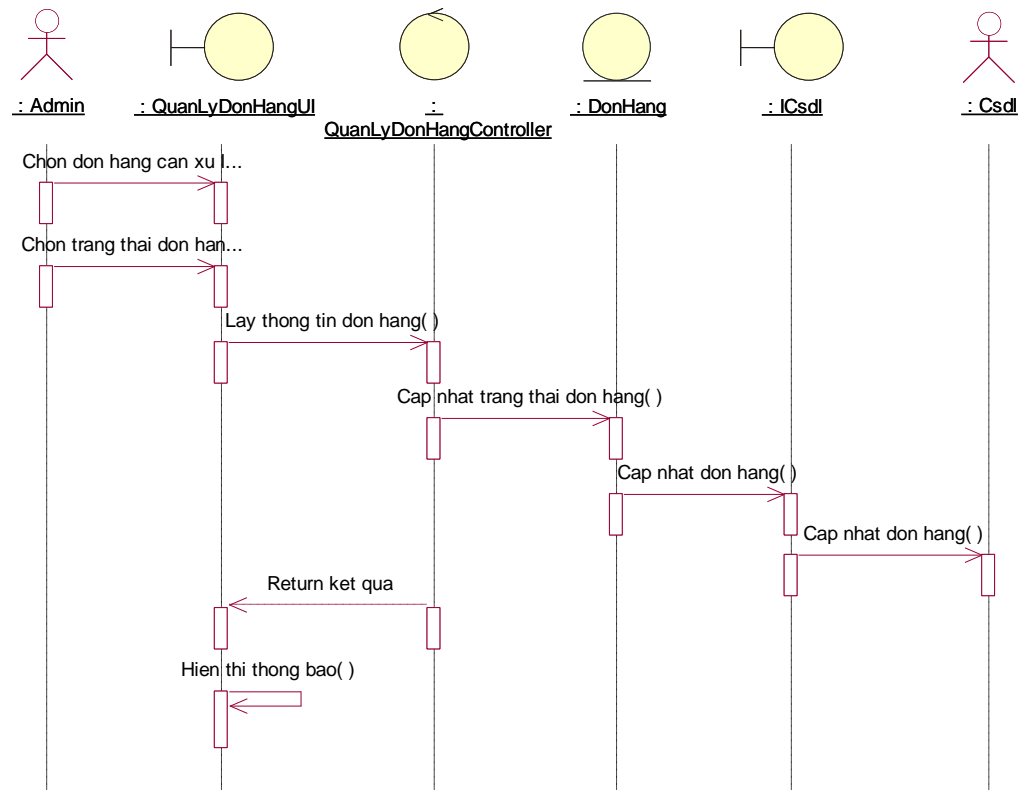 : Admin
: QuanLyDonHangUI
:
QuanLyDonHangController
: DonHang
: ICsdl
: Csdl
Chon don hang can xu l...
Chon trang thai don han...
Lay thong tin don hang( )
Cap nhat trang thai don hang( )
Cap nhat don hang( )
Cap nhat don hang( )
Return ket qua
Hien thi thong bao( )